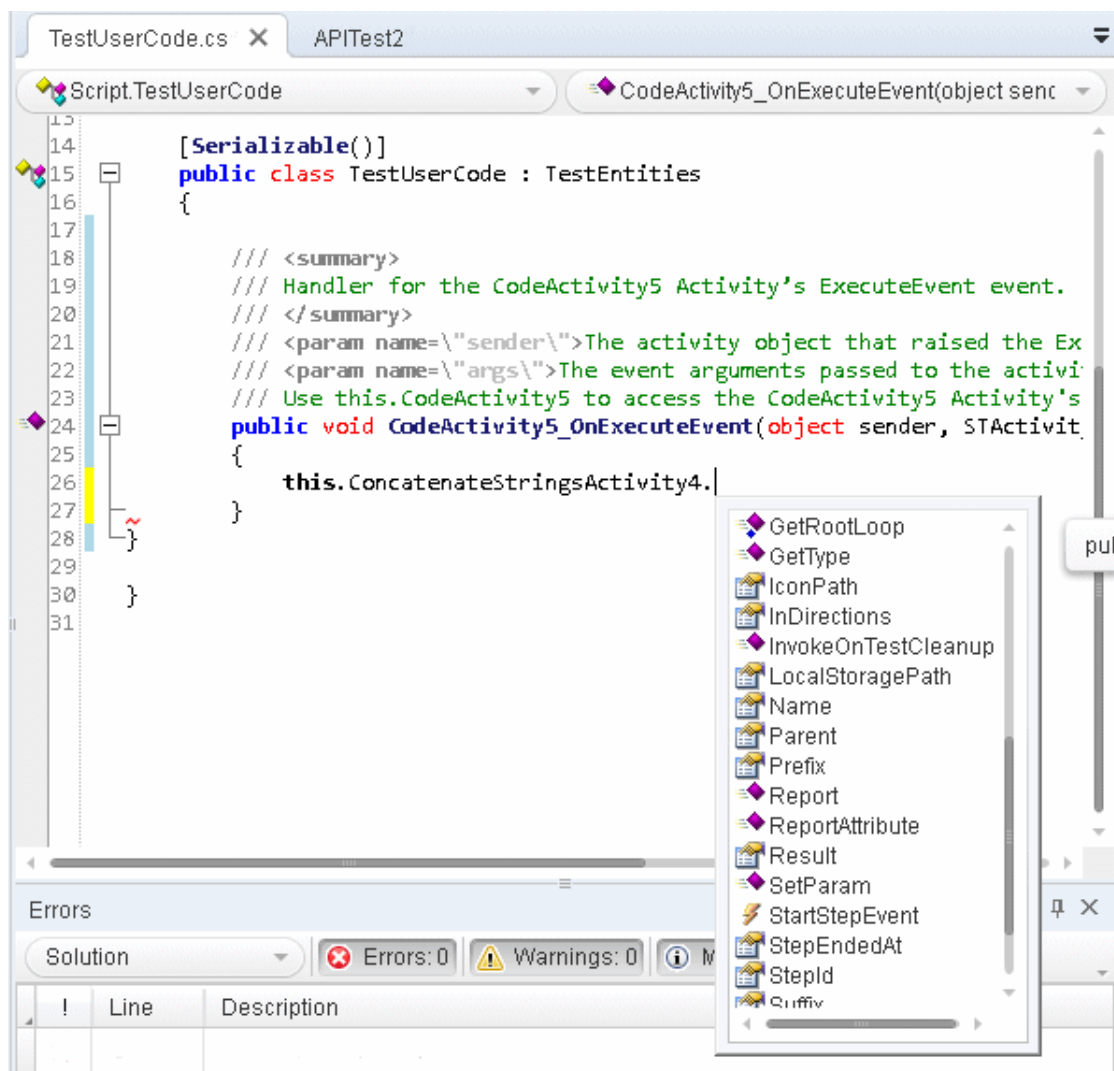 TestUserCode.cs APITest2
Script.TestUserCode CodeActivity5_OnExecuteEvent(object senc
13
14 [Serializable()]
15 public class TestUserCode : TestEntities
16 {
17
18 /// <summary>
19 /// Handler for the CodeActivity5 Activity’s ExecuteEvent event.
20 /// </summary>
21 /// <param name=\"sender\">The activity object that raised the Ex
22 /// <param name=\"args\">The event arguments passed to the activi
23 /// Use this.CodeActivity5 to access the CodeActivity5 Activity's
24 public void CodeActivity5_OnExecuteEvent(object sender, STActivit
25 {
26 this.ConcatenateStringsActivity4.
27 }
28 }
29
30 }
31
GetRootLoop
GetType
IconPath
InDirections
InvokeOnTestCleanup
LocalStoragePath
Name
Parent
Prefix
Report
ReportAttribute
Result
SetParam
StartStepEvent
StepEndedAt
StepId
Suffix
pul
Errors
Solution Errors: 0 Warnings: 0 M
! Line Description